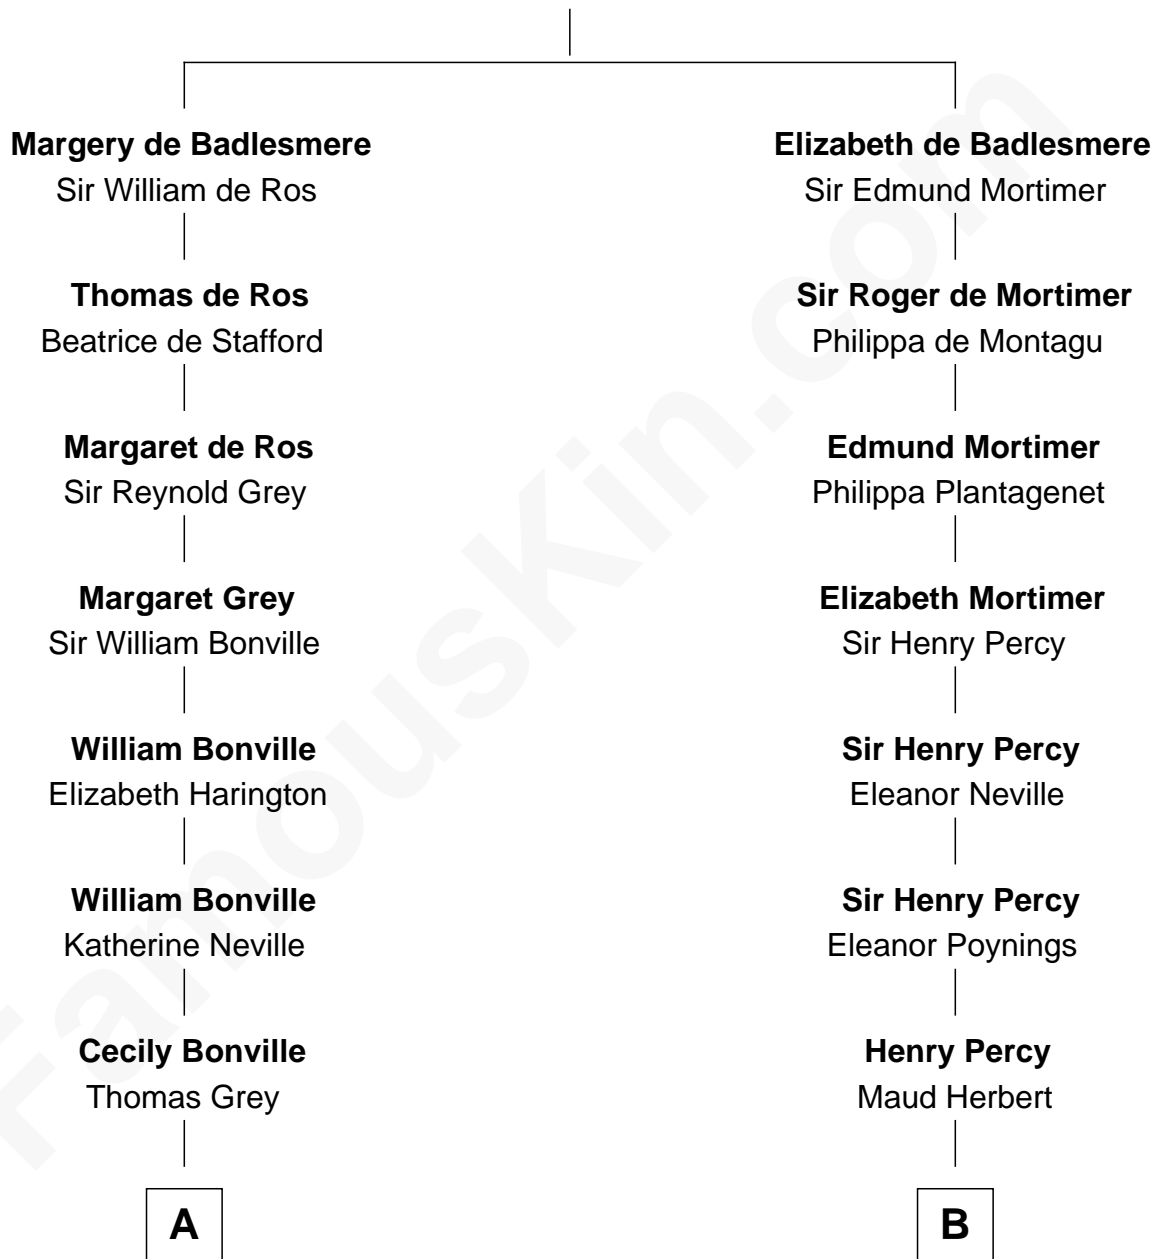 Margery de Badlesmere
Sir William de Ros
Thomas de Ros
Beatrice de Stafford
Margaret de Ros
Sir Reynold Grey
Margaret Grey
Sir William Bonville
William Bonville
Elizabeth Harington
William Bonville
Katherine Neville
Cecily Bonville
Thomas Grey
A
Elizabeth de Badlesmere
Sir Edmund Mortimer
Sir Roger de Mortimer
Philippa de Montagu
Edmund Mortimer
Philippa Plantagenet
Elizabeth Mortimer
Sir Henry Percy
Sir Henry Percy
Eleanor Neville
Sir Henry Percy
Eleanor Poynings
Henry Percy
Maud Herbert
B
FamousKin.com